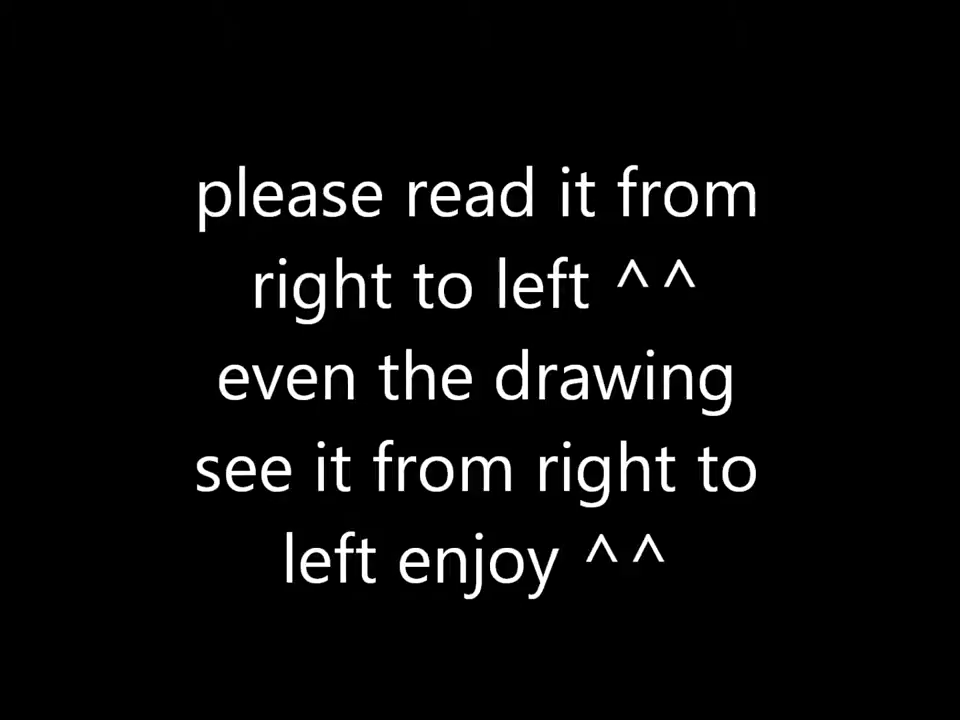 please read it from
right to left ^^
even the drawing
see it from right to
left enjoy ^^